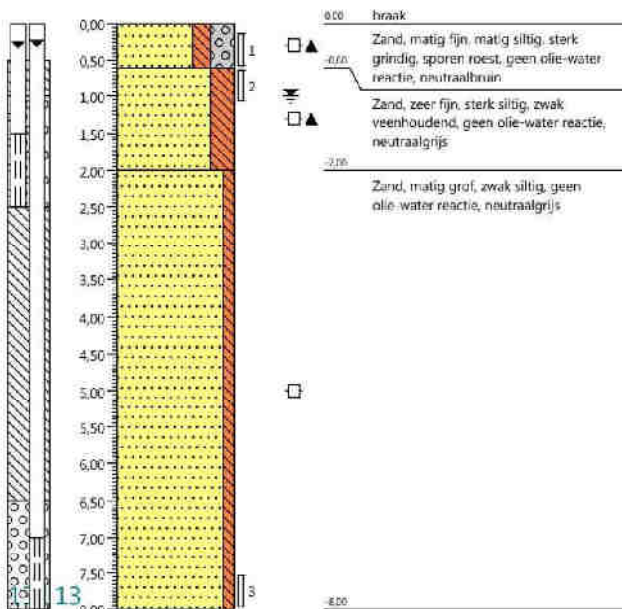 0,00 braak
Zand, matig fijn, matig siltig, sterk
grindig, sporen roest, geen olie-water
reactie, neutraalbruin
-0,60
Zand, zeer fijn, sterk siltig, zwak
veenhoudend, geen olie-water reactie,
neutraalgrijs
-2,00
Zand, matig grof, zwak siltig, geen
olie-water reactie, neutraalgrijs
-8,00
0,00
0,50
1,00
1,50
2,00
2,50
3,00
3,50
4,00
4,50
5,00
5,50
6,00
6,50
7,00
7,50
1
2
3
13